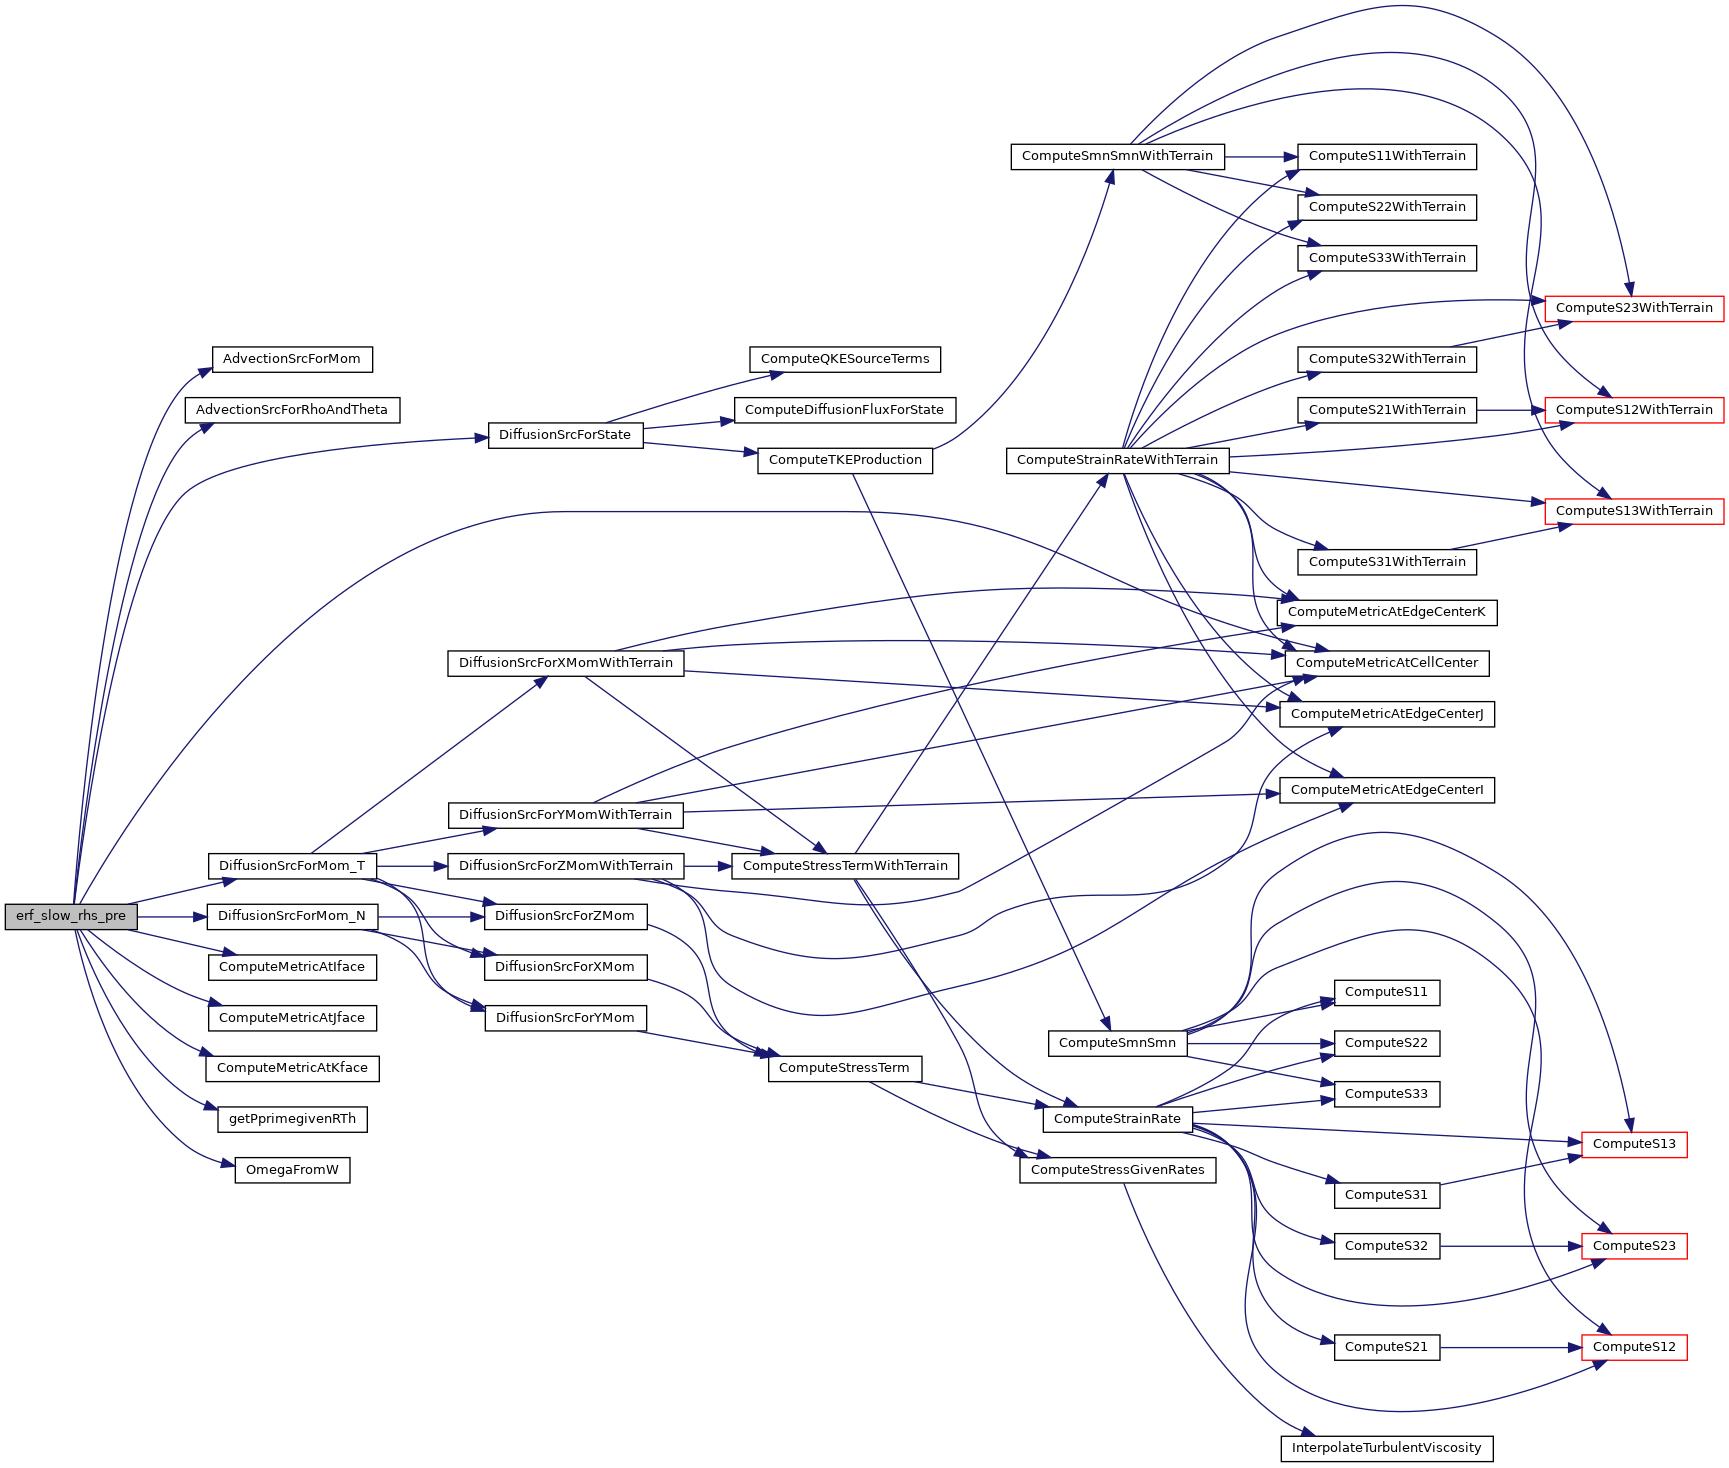 erf_slow_rhs_pre
AdvectionSrcForMom
AdvectionSrcForRhoAndTheta
DiffusionSrcForState
DiffusionSrcForMom_T
DiffusionSrcForMom_N
ComputeMetricAtIface
ComputeMetricAtJface
ComputeMetricAtKface
getPprimegivenRTh
OmegaFromW
DiffusionSrcForXMomWithTerrain
DiffusionSrcForYMomWithTerrain
DiffusionSrcForZMomWithTerrain
DiffusionSrcForZMom
DiffusionSrcForXMom
DiffusionSrcForYMom
ComputeQKESourceTerms
ComputeDiffusionFluxForState
ComputeTKEProduction
ComputeStressTermWithTerrain
ComputeStressTerm
ComputeSmnSmnWithTerrain
ComputeStrainRateWithTerrain
ComputeSmnSmn
ComputeStrainRate
ComputeStressGivenRates
ComputeS11WithTerrain
ComputeS22WithTerrain
ComputeS33WithTerrain
ComputeS32WithTerrain
ComputeS21WithTerrain
ComputeS31WithTerrain
ComputeMetricAtEdgeCenterK
ComputeMetricAtCellCenter
ComputeMetricAtEdgeCenterJ
ComputeMetricAtEdgeCenterI
ComputeS11
ComputeS22
ComputeS33
ComputeS31
ComputeS32
ComputeS21
InterpolateTurbulentViscosity
ComputeS23WithTerrain
ComputeS12WithTerrain
ComputeS13WithTerrain
ComputeS13
ComputeS23
ComputeS12